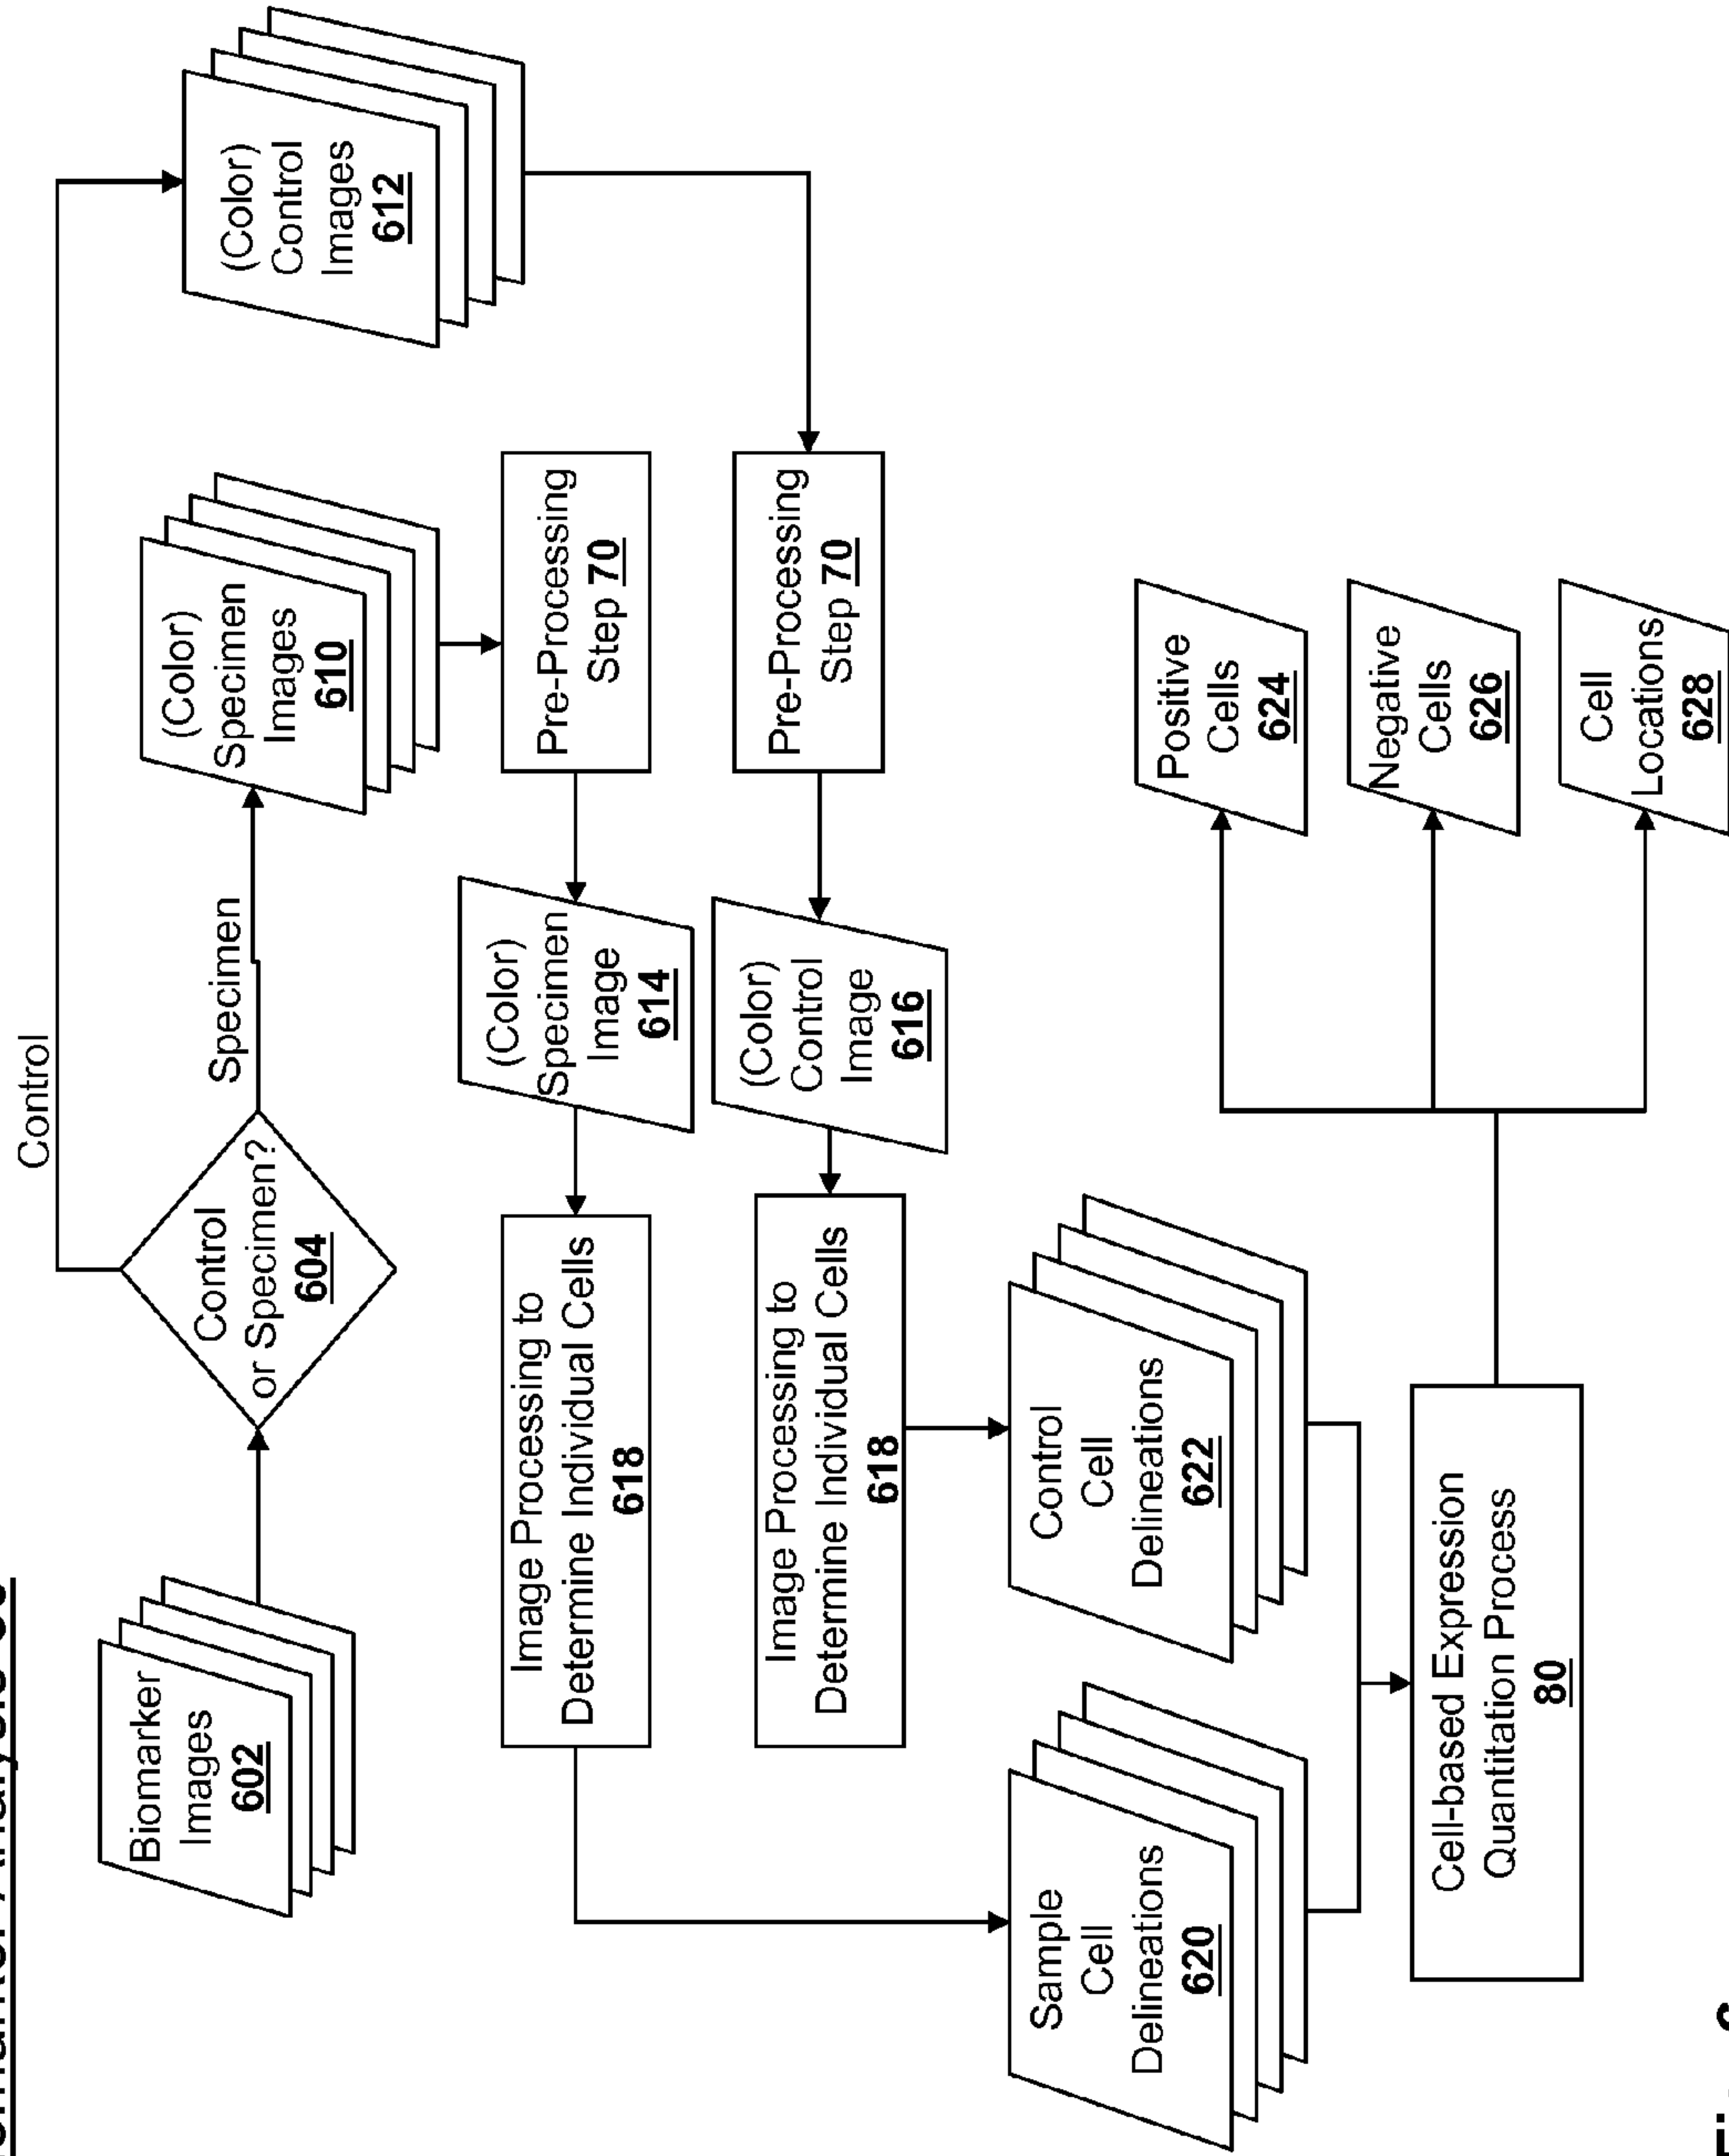 Analysis
Control
Biomarker
Images
602
Control
or Specimen?
604
Specimen
(Color)
Specimen
Images
610
(Color)
Control
Images
612
Image Processing to
Determine Individual Cells
618
(Color)
Specimen
Image
614
Pre-Processing
Step 70
Image Processing to
Determine Individual Cells
618
(Color)
Control
Image
616
Pre-Processing
Step 70
Sample
Cell
Delineations
620
Control
Cell
Delineations
622
Positive
Cells
624
Negative
Cells
626
Cell
Locations
628
Cell-based Expression
Quantitation Process
80